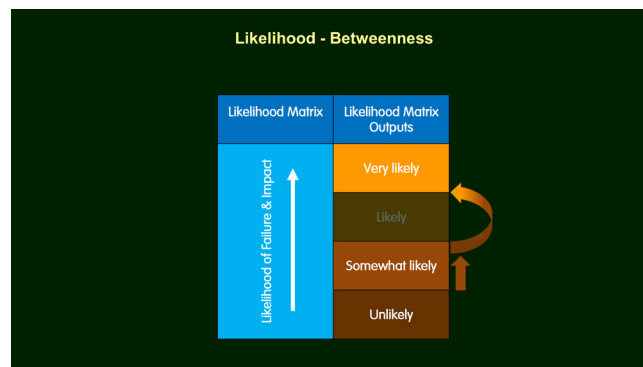 Likelihood - Betweenness
Likelihood Matrix
Likelihood Matrix
Outputs
Likelihood of Failure & Impact
Very likely
Likely
Somewhat likely
Unlikely